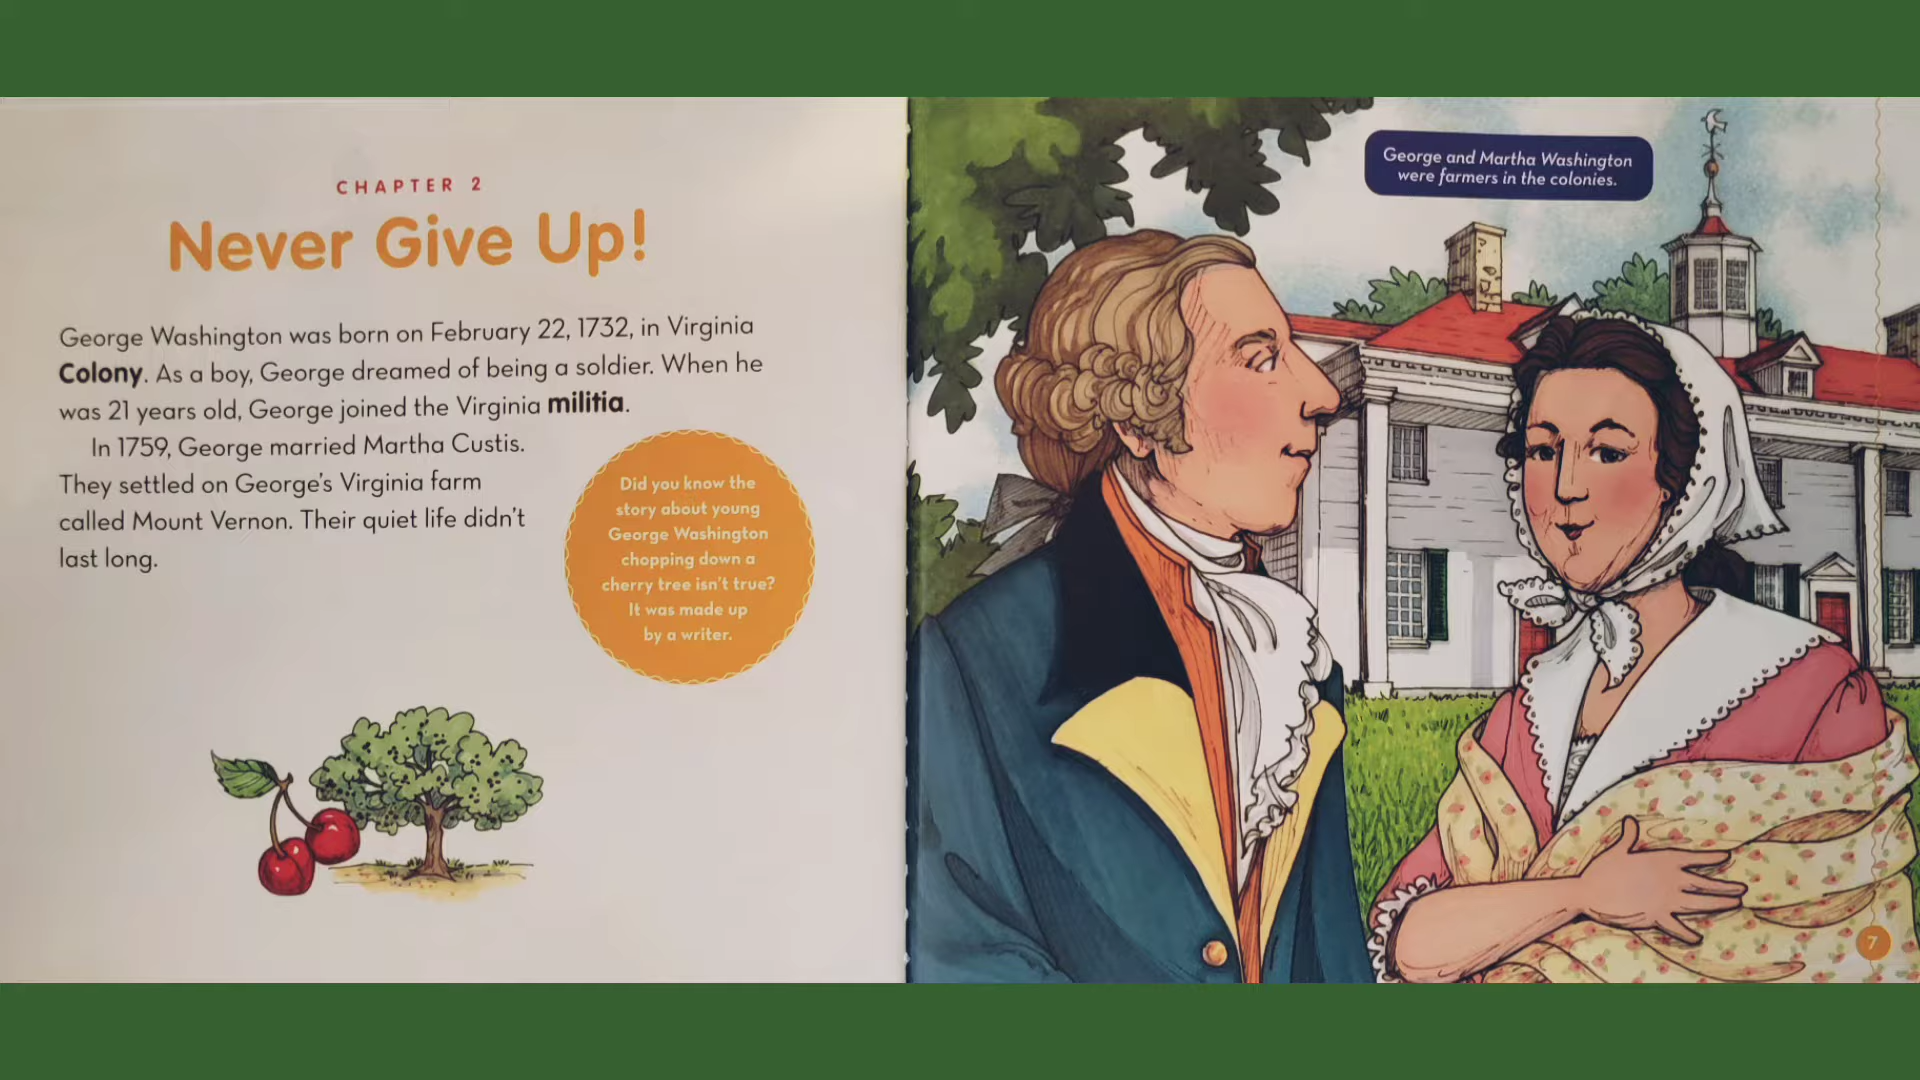 CHAPTER 2
Never Give Up!
George Washington was born on February 22, 1732, in Virginia
Colony. As a boy, George dreamed of being a soldier. When he
was 21 years old, George joined the Virginia militia.
In 1759, George married Martha Custis.
They settled on George's Virginia farm
called Mount Vernon. Their quiet life didn't
last long.
Did you know the
story about young
George Washington
chopping down a
cherry tree isn't true?
It was made up
by a writer.
George and Martha Washington
were farmers in the colonies.
7